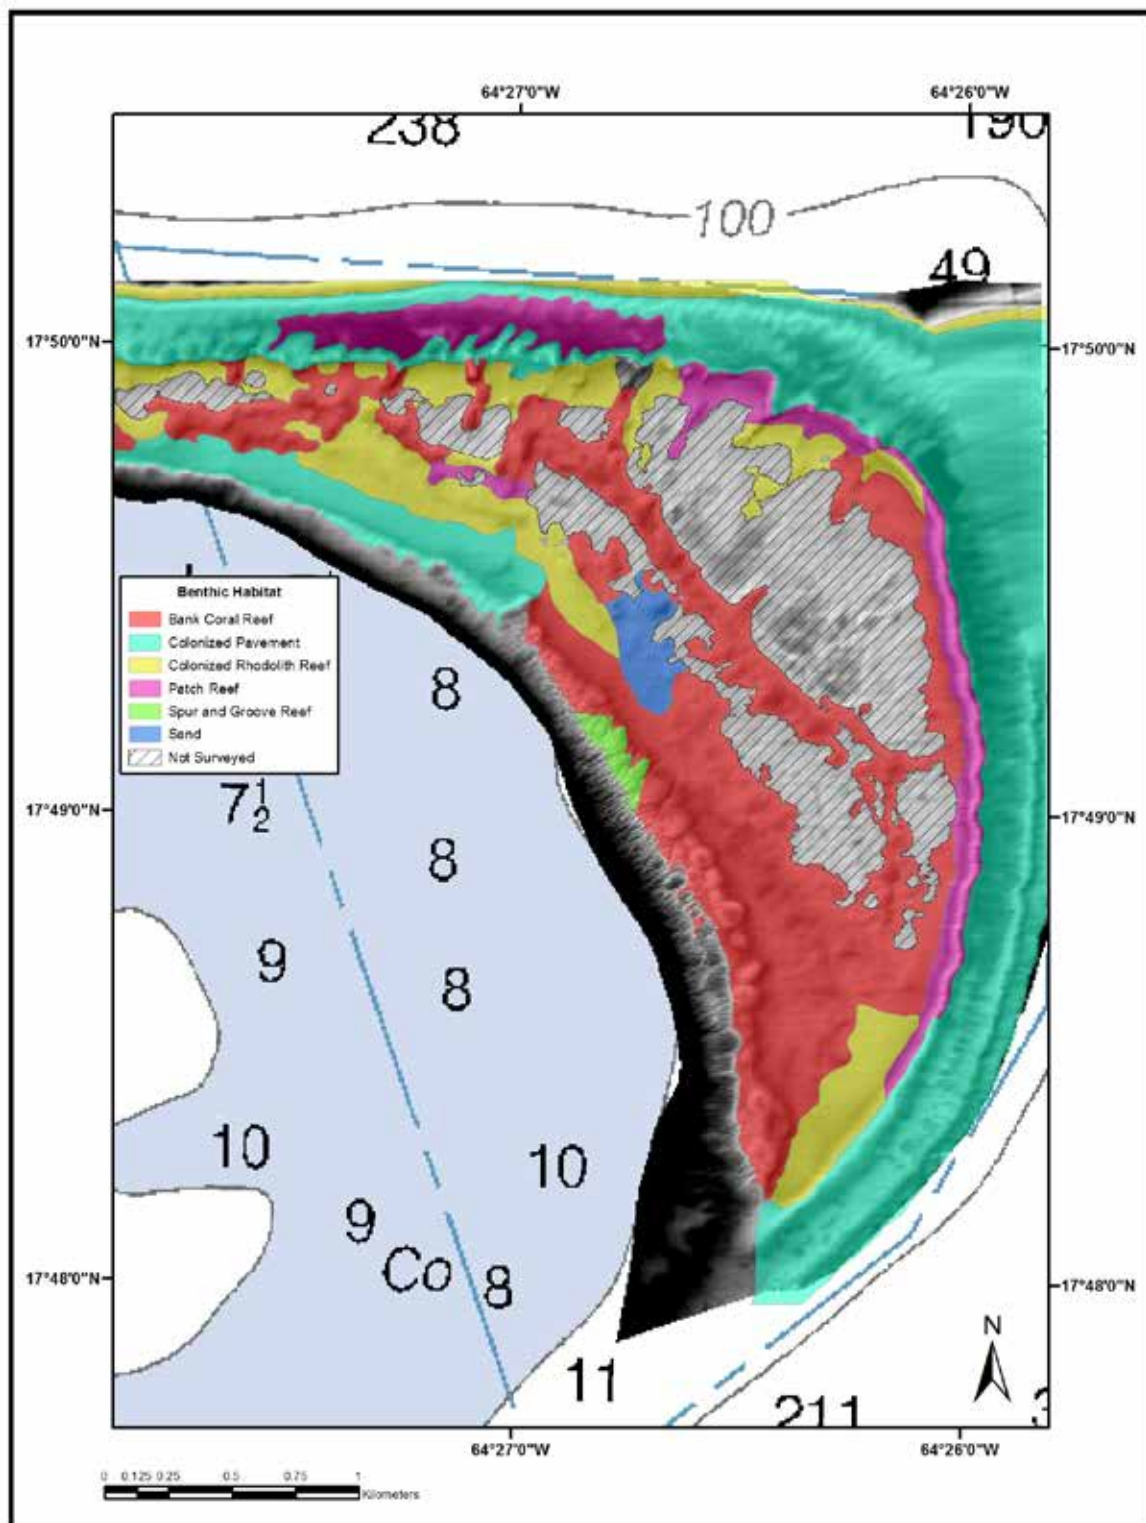 64°27'0"W
64°26'0"W
238
190
100
49
17°50'0"N
17°50'0"N
Benthic Habitat
Bank Coral Reef
Colonized Pavement
Colonized Rhodolith Reef
Patch Reef
Spur and Groove Reef
Sand
Not Surveyed
8
7 1/2
17°49'0"N
17°49'0"N
8
9
8
10
10
9
Co
8
17°48'0"N
17°48'0"N
N
11
211
64°27'0"W
64°26'0"W
0 0.125 0.25 0.5 0.75 1
Kilometers